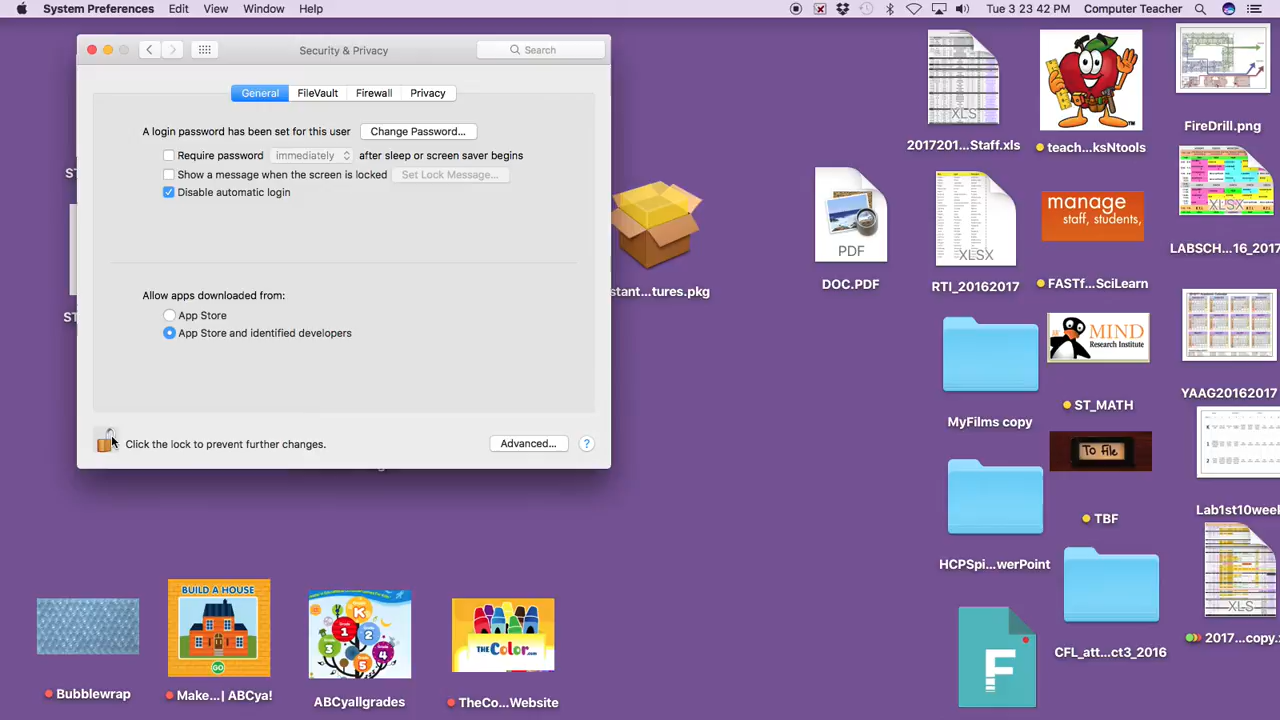 System Preferences Edit View Window Help Tue 3 23 42 PM Computer Teacher
Security & Privacy
Search
General FileVault Firewall Privacy
A login password has been set for this user Change Password...
Require password immediately after sleep or screen saver begins
Show a message when the screen is locked Set Lock Message...
Disable automatic login
Allow apps downloaded from:
App Store
App Store and identified developers
Click the lock to prevent further changes.
Advanced... ?
XLS
2017201...Staff.xls
teach...ksNtools
FireDrill.png
stant...tures.pkg
PDF
DOC.PDF
XLSX
RTI_20162017
manage
staff, students,
FASTf...SciLearn
XLSX
LABSCH...16_2017
MyFilms copy
MIND
Research Institute
ST_MATH
YAAG20162017
HCPSpi...werPoint
To File
TBF
Lab1st10week
CFL_att...ct3_2016
XLS
2017...copy.
F
Bubblewrap
BUILD A HOUSE
GO
Make...| ABCya!
K
1
2
3
4
5
ABCyallgrades
THE Color.com
TheCo...Website